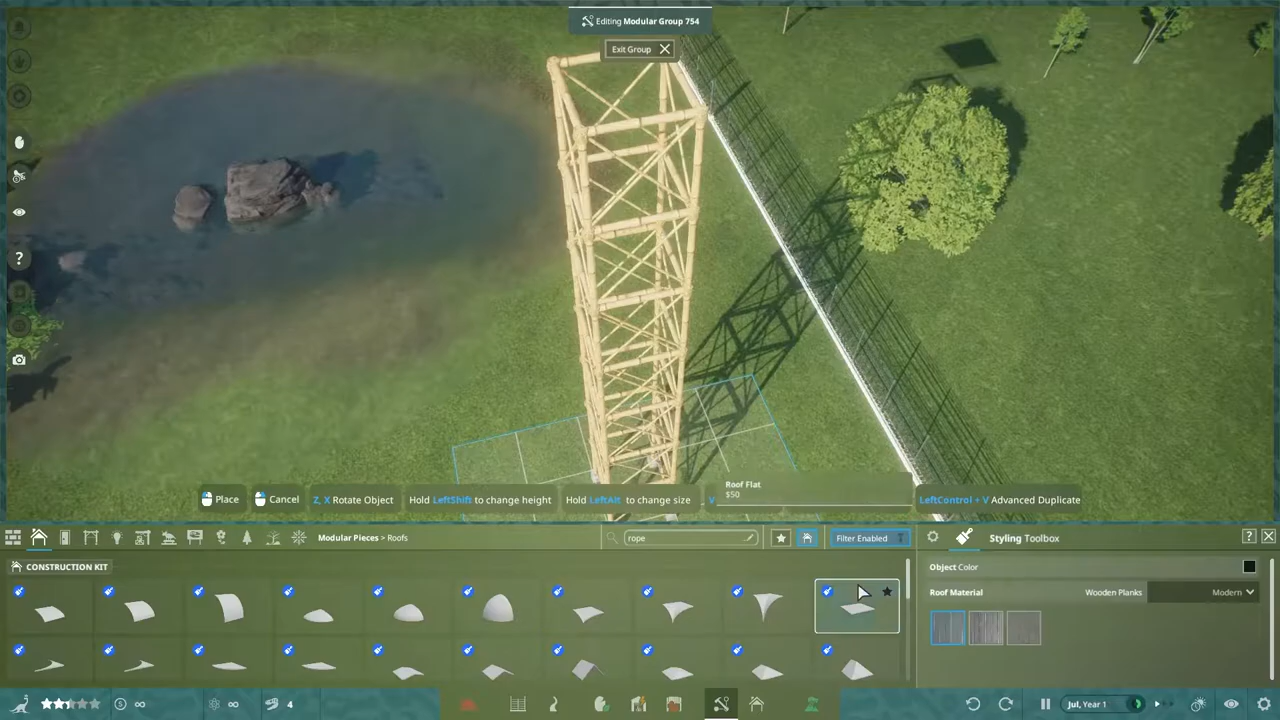 Editing Modular Group 754
Exit Group
Roof Flat
$50
Place
Cancel
Z, X Rotate Object
Hold LeftShift to change height
Hold LeftAlt to change size
V
LeftControl + V Advanced Duplicate
Modular Pieces > Roofs
rope
Filter Enabled
Styling Toolbox
?
CONSTRUCTION KIT
Object Color
Roof Material
Wooden Planks
Modern
?
$ ∞
∞
4
Jul, Year 1